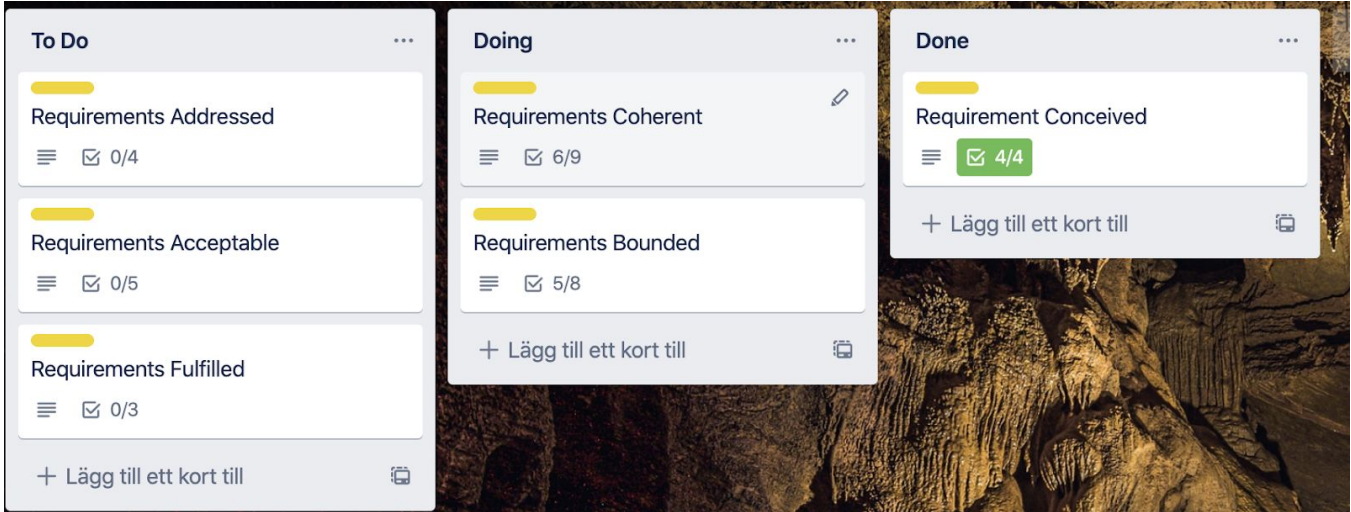 To Do
Requirements Addressed
0/4
Requirements Acceptable
0/5
Requirements Fulfilled
0/3
+ Lägg till ett kort till
Doing
Requirements Coherent
6/9
Requirements Bounded
5/8
+ Lägg till ett kort till
Done
Requirement Conceived
4/4
+ Lägg till ett kort till